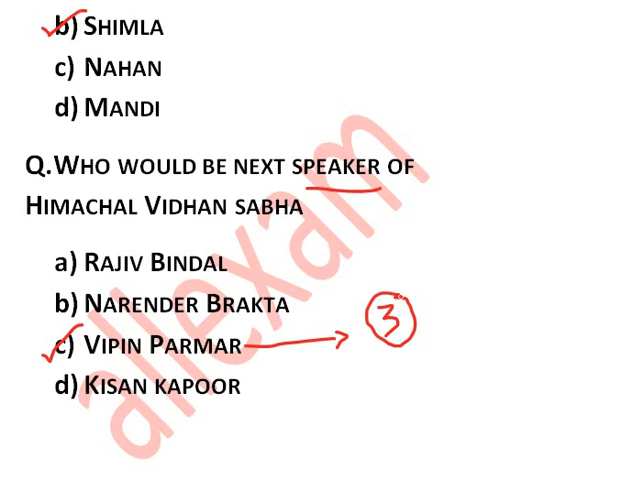 b) SHIMLA
c) NAHAN
d) MANDI
Q.WHO WOULD BE NEXT SPEAKER OF
HIMACHAL VIDHAN SABHA
a) RAJIV BINDAL
b) NARENDER BRAKTA
c) VIPIN PARMAR 3
d) KISAN KAPOOR
allexam